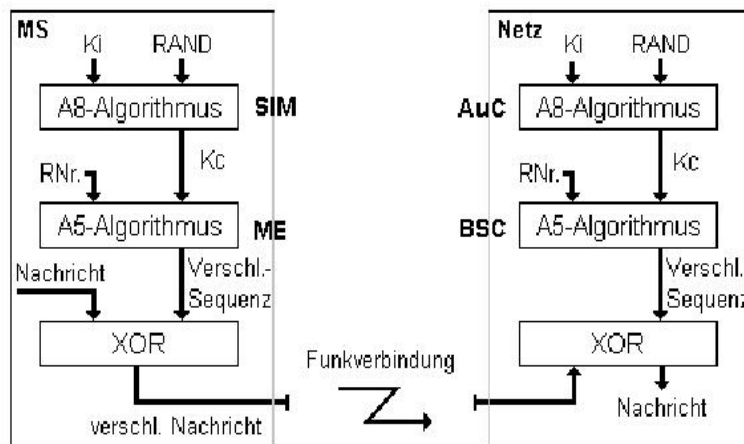 MS
Ki RAND
A8-Algorithmus SIM
Kc
RNr.
A5-Algorithmus ME
Nachricht
Verschl.-
Sequenz
XOR
verschl. Nachricht
Funkverbindung
Netz
Ki RAND
AuC A8-Algorithmus
Kc
RNr.
BSC A5-Algorithmus
Verschl.
Sequenz
XOR
Nachricht